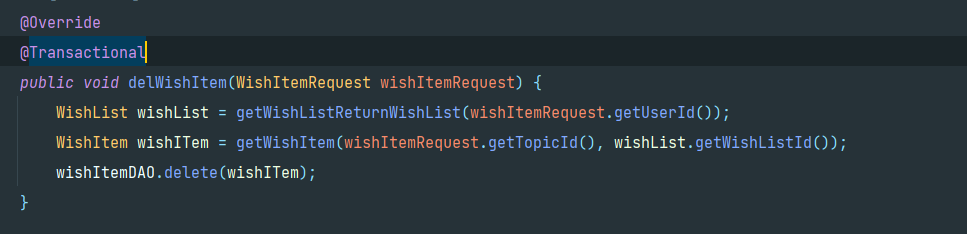 @Override
@Transactional
public void delWishItem(WishItemRequest wishItemRequest) {
WishList wishList = getWishListReturnWishList(wishItemRequest.getUserId());
WishItem wishITem = getWishItem(wishItemRequest.getTopicId(), wishList.getWishListId());
wishItemDAO.delete(wishITem);
}